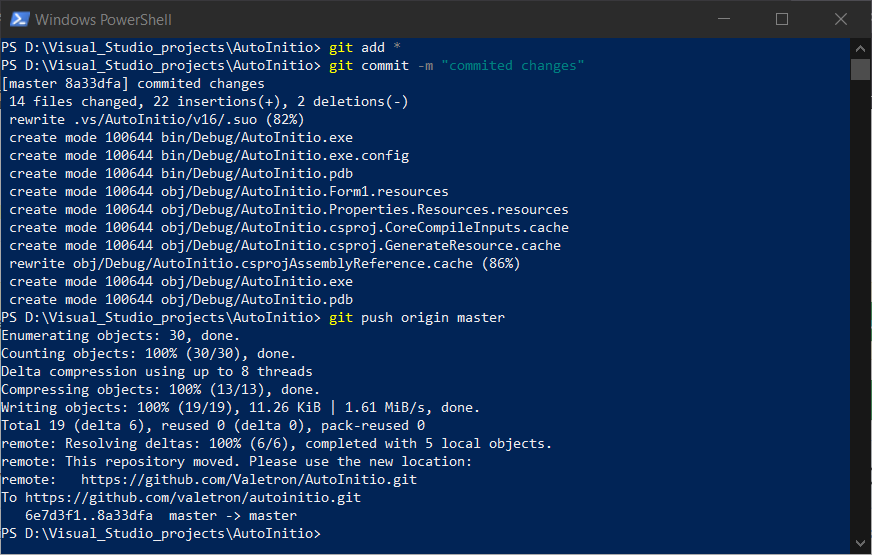 Windows PowerShell
PS D:\Visual_Studio_projects\AutoInitio> git add *
PS D:\Visual_Studio_projects\AutoInitio> git commit -m "commited changes"
[master 8a33dfa] commited changes
 14 files changed, 22 insertions(+), 2 deletions(-)
 rewrite .vs/AutoInitio/v16/.suo (82%)
 create mode 100644 bin/Debug/AutoInitio.exe
 create mode 100644 bin/Debug/AutoInitio.exe.config
 create mode 100644 bin/Debug/AutoInitio.pdb
 create mode 100644 obj/Debug/AutoInitio.Form1.resources
 create mode 100644 obj/Debug/AutoInitio.Properties.Resources.resources
 create mode 100644 obj/Debug/AutoInitio.csproj.CoreCompileInputs.cache
 create mode 100644 obj/Debug/AutoInitio.csproj.GenerateResource.cache
 rewrite obj/Debug/AutoInitio.csprojAssemblyReference.cache (86%)
 create mode 100644 obj/Debug/AutoInitio.exe
 create mode 100644 obj/Debug/AutoInitio.pdb
PS D:\Visual_Studio_projects\AutoInitio> git push origin master
Enumerating objects: 30, done.
Counting objects: 100% (30/30), done.
Delta compression using up to 8 threads
Compressing objects: 100% (13/13), done.
Writing objects: 100% (19/19), 11.26 KiB | 1.61 MiB/s, done.
Total 19 (delta 6), reused 0 (delta 0), pack-reused 0
remote: Resolving deltas: 100% (6/6), completed with 5 local objects.
remote: This repository moved. Please use the new location:
remote:   https://github.com/Valetron/AutoInitio.git
To https://github.com/valetron/autoinitio.git
   6e7d3f1..8a33dfa  master -> master
PS D:\Visual_Studio_projects\AutoInitio>